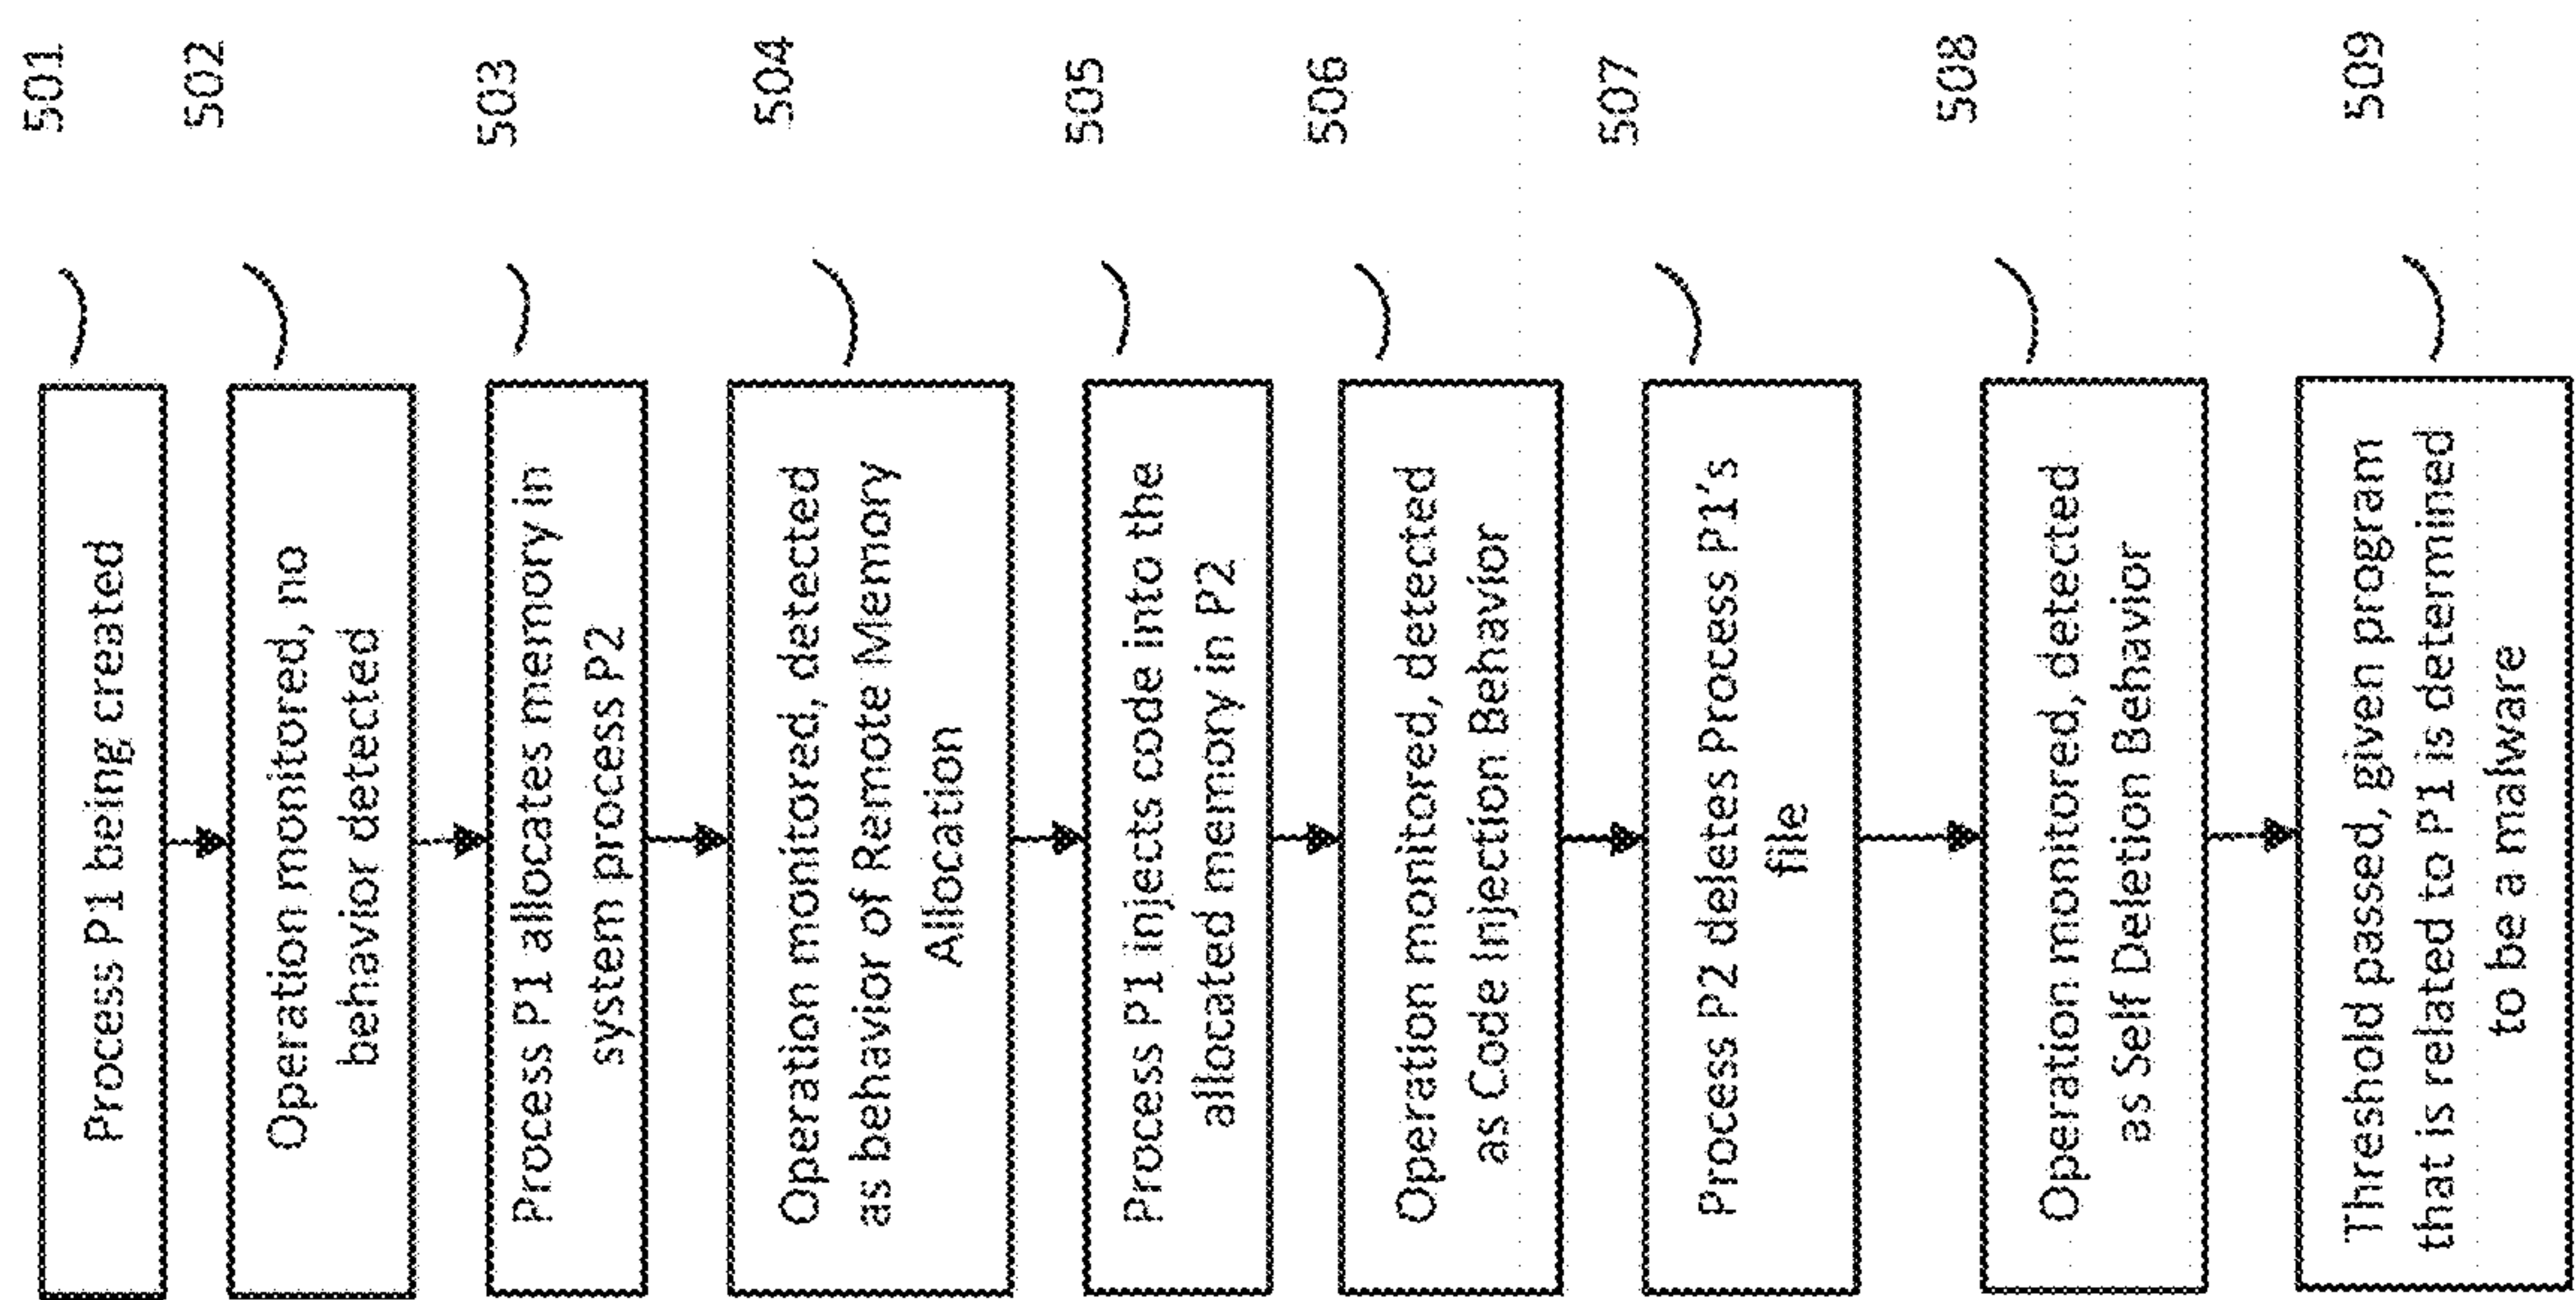 Process P1 being created
501
Operation monitored, no
behavior detected
502
Process P1 allocates memory in
system process P2
503
Operation monitored, detected
as behavior of Remote Memory
Allocation
504
Process P1 injects code into the
allocated memory in P2
505
Operation monitored, detected
as Code Injection Behavior
506
Process P2 deletes Process P1's
file
507
Operation monitored, detected
as Self Deletion Behavior
508
Threshold passed, given program
that is related to P1 is determined
to be a malware
509